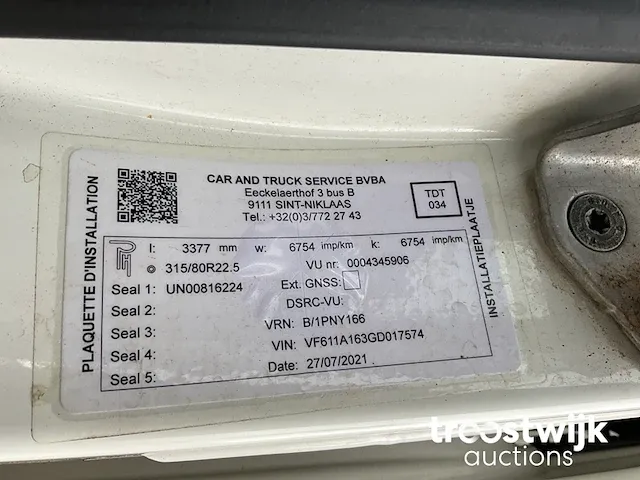 PLAQUETTE D'INSTALLATION
CAR AND TRUCK SERVICE BVBA
Eeckelaerthof 3 bus B
9111 SINT-NIKLAAS
Tel.: +32(0)3/772 27 43
TDT
034
l: 3377 mm w: 6754 imp/km k: 6754 imp/km
315/80R22.5 VU nr: 0004345906
Seal 1: UN00816224 Ext. GNSS:
Seal 2: DSRC-VU:
Seal 3: VRN: B/1PNY166
Seal 4: VIN: VF611A163GD017574
Seal 5: Date: 27/07/2021
INSTALLATIEPLAATJE
troostwijk
auctions